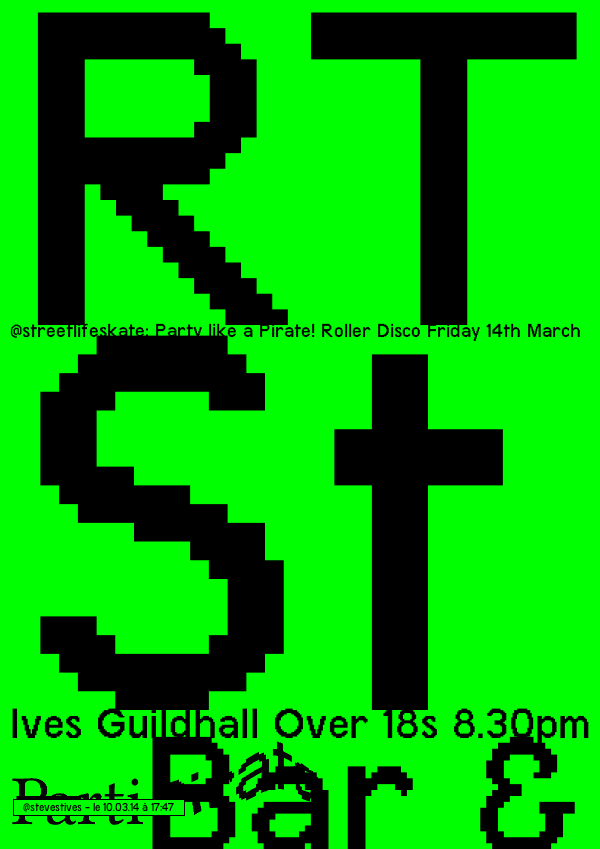 RT
@streetlifeskate: Party like a Pirate! Roller Disco Friday 14th March
St
Ives Guildhall Over 18s 8.30pm
Bar &
Parti
@stevestives - le 10.03.14 à 17:47